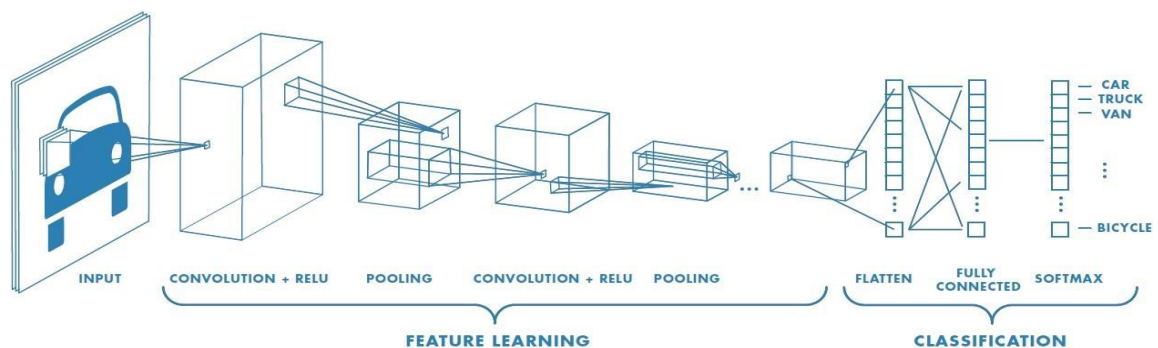 CAR
TRUCK
VAN
BICYCLE
INPUT
CONVOLUTION + RELU
POOLING
CONVOLUTION + RELU
POOLING
FLATTEN
FULLY
CONNECTED
SOFTMAX
FEATURE LEARNING
CLASSIFICATION